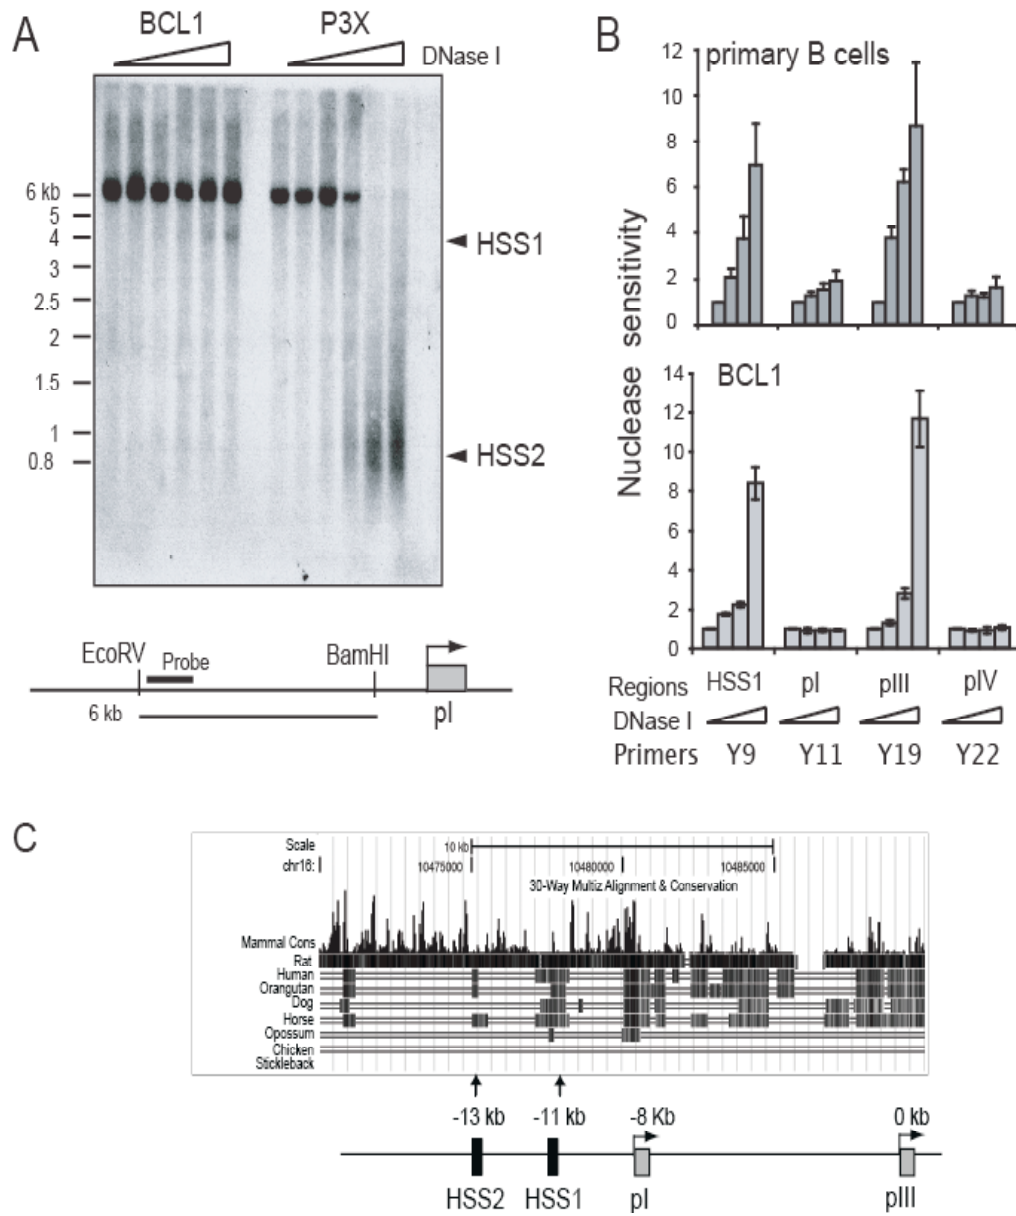 A
BCL1 P3X
DNase I
6 kb
5
4
3
2.5
2
1.5
1
0.8
HSS1
HSS2
EcoRV Probe BamHI
6 kb pI
B
primary B cells
12
10
8
6
4
2
0
Nuclease sensitivity
BCL1
14
12
10
8
6
4
2
0
Regions HSS1 pI pIII pIV
DNase I
Primers Y9 Y11 Y19 Y22
C
Scale 10 kb
chr16: 10475000 10480000 10485000
30-Way Multiz Alignment & Conservation
Mammal Cons
Rat
Human
Orangutan
Dog
Horse
Opossum
Chicken
Stickleback
-13 kb -11 kb -8 Kb 0 kb
HSS2 HSS1 pI pIII